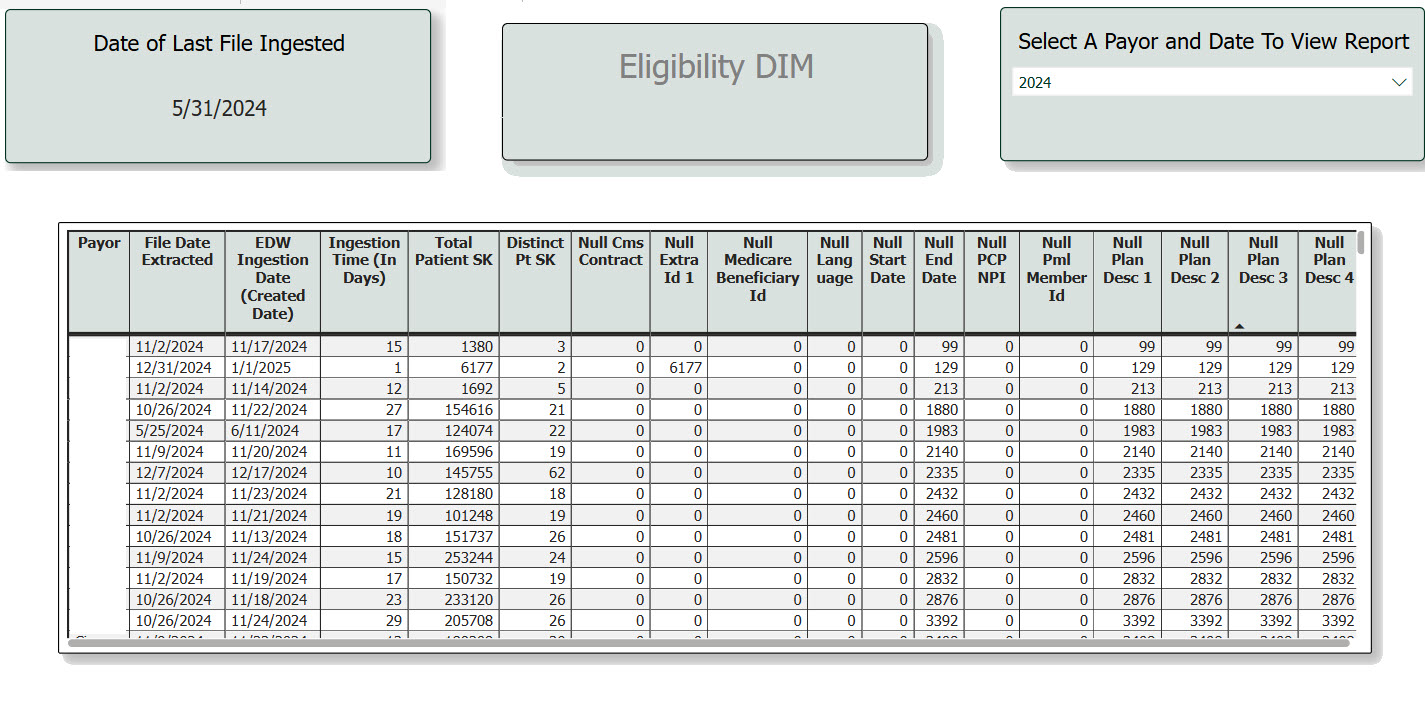 Date of Last File Ingested
5/31/2024
Eligibility DIM
Select A Payor and Date To View Report
2024
Payor File Date Extracted EDW Ingestion Date (Created Date) Ingestion Time (In Days) Total Patient SK Distinct Pt SK Null Cms Contract Null Extra Id 1 Null Medicare Beneficiary Id Null Lang uage Null Start Date Null End Date Null PCP NPI Null Pml Member Id Null Plan Desc 1 Null Plan Desc 2 Null Plan Desc 3 Null Plan Desc 4
11/2/2024 11/17/2024 15 1380 3 0 0 0 0 0 99 0 0 99 99 99 99
12/31/2024 1/1/2025 1 6177 2 0 6177 0 0 0 129 0 0 129 129 129 129
11/2/2024 11/14/2024 12 1692 5 0 0 0 0 0 213 0 0 213 213 213 213
10/26/2024 11/22/2024 27 154616 21 0 0 0 0 0 1880 0 0 1880 1880 1880 1880
5/25/2024 6/11/2024 17 124074 22 0 0 0 0 0 1983 0 0 1983 1983 1983 1983
11/9/2024 11/20/2024 11 169596 19 0 0 0 0 0 2140 0 0 2140 2140 2140 2140
12/7/2024 12/17/2024 10 145755 62 0 0 0 0 0 2335 0 0 2335 2335 2335 2335
11/2/2024 11/23/2024 21 128180 18 0 0 0 0 0 2432 0 0 2432 2432 2432 2432
11/2/2024 11/21/2024 19 101248 19 0 0 0 0 0 2460 0 0 2460 2460 2460 2460
10/26/2024 11/13/2024 18 151737 26 0 0 0 0 0 2481 0 0 2481 2481 2481 2481
11/9/2024 11/24/2024 15 253244 24 0 0 0 0 0 2596 0 0 2596 2596 2596 2596
11/2/2024 11/19/2024 17 150732 19 0 0 0 0 0 2832 0 0 2832 2832 2832 2832
10/26/2024 11/18/2024 23 233120 26 0 0 0 0 0 2876 0 0 2876 2876 2876 2876
10/26/2024 11/24/2024 29 205708 26 0 0 0 0 0 3392 0 0 3392 3392 3392 3392